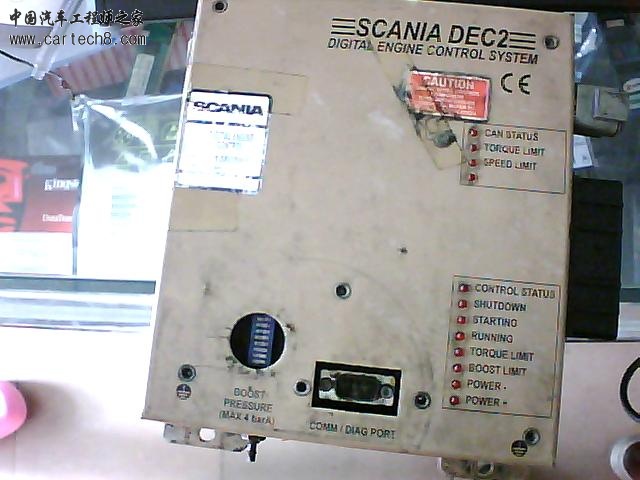 中国汽车工程师之家
www.cartech8.com
SCANIA DEC2
DIGITAL ENGINE CONTROL SYSTEM
CAUTION
CE
SCANIA
CAN STATUS
TORQUE LIMIT
SPEED LIMIT
Kingston
CONTROL STATUS
SHUTDOWN
STARTING
RUNNING
TORQUE LIMIT
BOOST LIMIT
POWER -
POWER +
BOOST
PRESSURE
(MAX 4 barA)
COMM / DIAG PORT